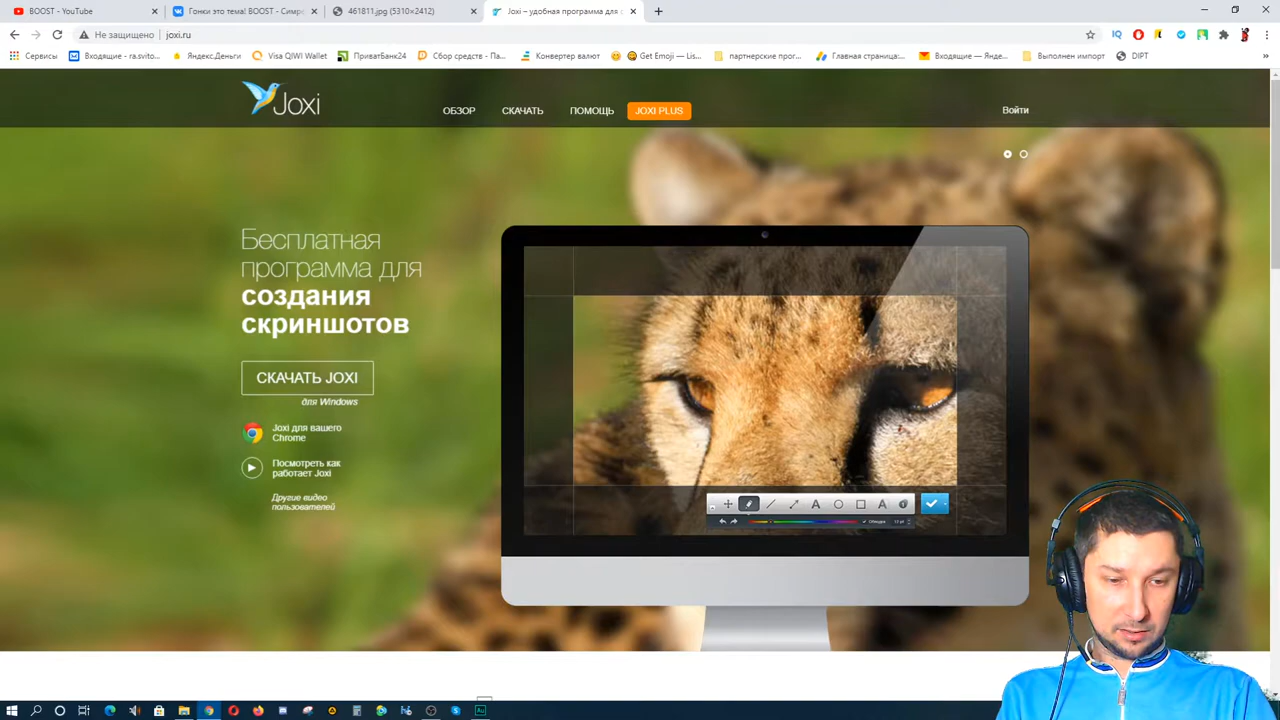 BOOST - YouTube
Гонки это тема! BOOST - Симрс
461811.jpg (5310×2412)
Joxi – удобная программа для с
Не защищено
joxi.ru
Сервисы
Входящие - ra.svito...
Яндекс.Деньги
Visa QIWI Wallet
ПриватБанк24
Сбор средств - Па...
Конвертер валют
Get Emoji — Lis...
партнерские прог...
Главная страница:...
Входящие — Янде...
Выполнен импорт
DIPT
Joxi
ОБЗОР
СКАЧАТЬ
ПОМОЩЬ
JOXI PLUS
Войти
Бесплатная
программа для
создания
скриншотов
СКАЧАТЬ JOXI
для Windows
Joxi для вашего
Chrome
Посмотреть как
работает Joxi
Другие видео
пользователей